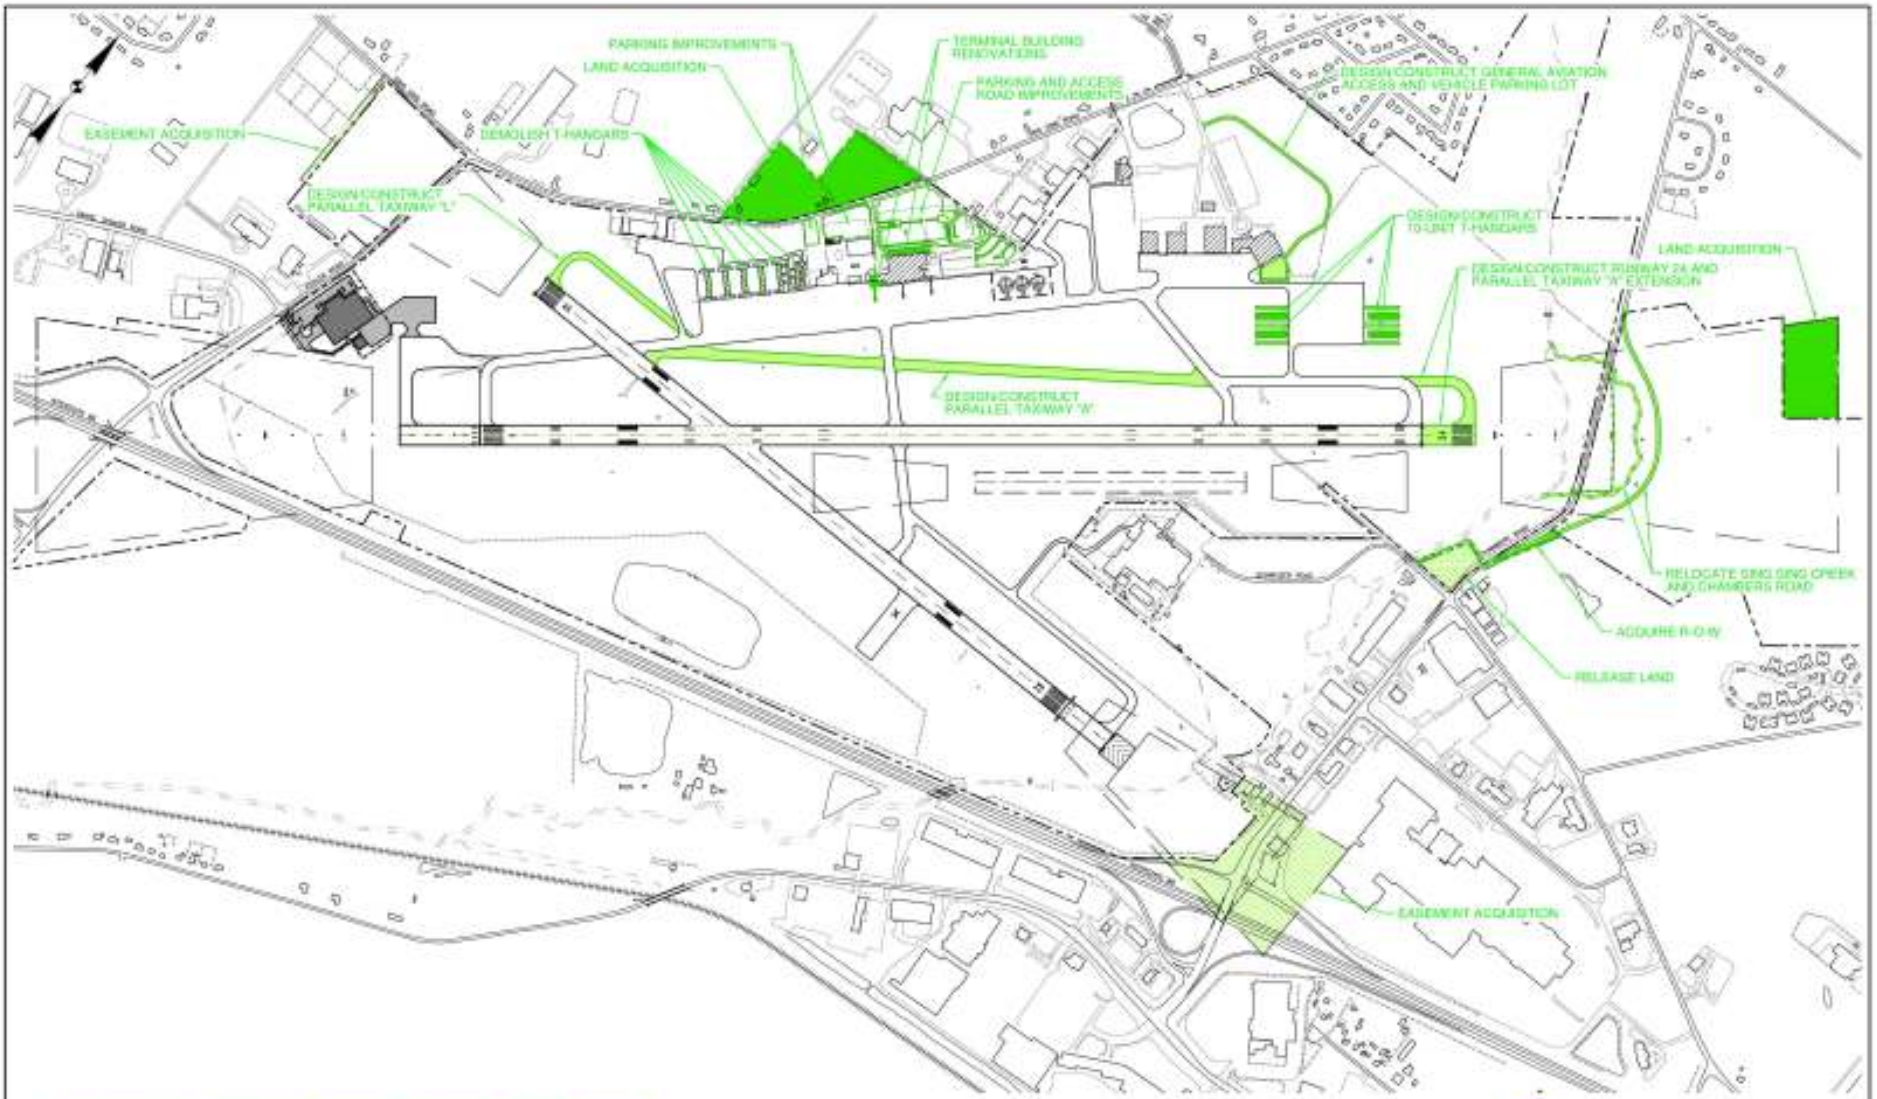 PARKING IMPROVEMENTS
LAND ACQUISITION
TERMINAL BUILDING
RENOVATIONS
PARKING AND ACCESS
ROAD IMPROVEMENTS
DESIGN/CONSTRUCT GENERAL AVIATION
ACCESS AND VEHICLE PARKING LOT
EASEMENT ACQUISITION
DEMOLISH T-HANGARS
DESIGN/CONSTRUCT
PARALLEL TAXIWAY "L"
DESIGN/CONSTRUCT
10-UNIT T-HANGARS
LAND ACQUISITION
DESIGN/CONSTRUCT RUNWAY 24 AND
PARALLEL TAXIWAY "A" EXTENSION
DESIGN/CONSTRUCT
PARALLEL TAXIWAY "A"
24
RELOCATE SING SING CREEK
AND CHAMBERS ROAD
ACQUIRE R-O-W
RELEASE LAND
EASEMENT ACQUISITION